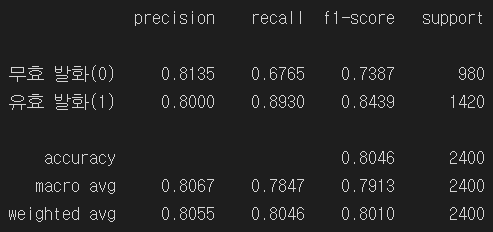 precision recall f1-score support
무효 발화(0) 0.8135 0.6765 0.7387 980
유효 발화(1) 0.8000 0.8930 0.8439 1420
accuracy 0.8046 2400
macro avg 0.8067 0.7847 0.7913 2400
weighted avg 0.8055 0.8046 0.8010 2400